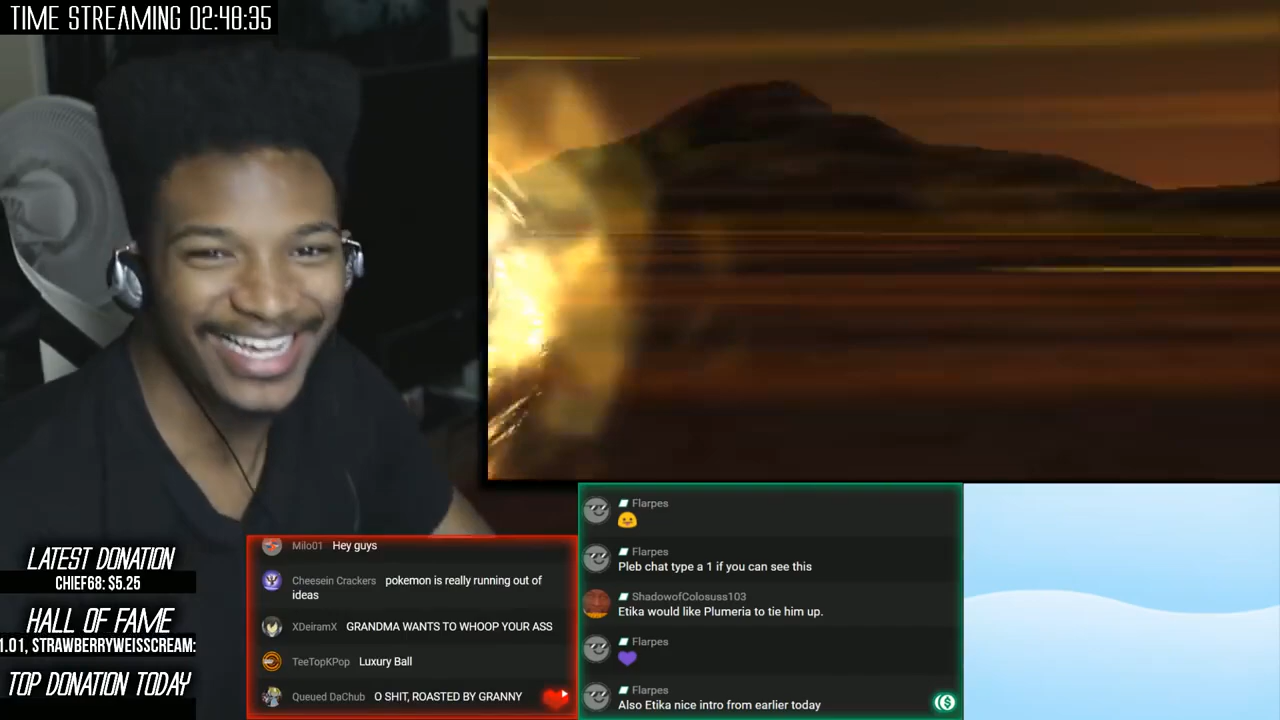 TIME STREAMING 02:48:35
LATEST DONATION
CHIEF68: $5.25
HALL OF FAME
1.01, STRAWBERRYWEISSCREAM:
TOP DONATION TODAY
Milo01 Hey guys
Cheesein Crackers pokemon is really running out of
ideas
XDeiramX GRANDMA WANTS TO WHOOP YOUR ASS
TeeTopKPop Luxury Ball
Queued DaChub O SHIT, ROASTED BY GRANNY
Flarpes
Flarpes
Pleb chat type a 1 if you can see this
ShadowofColosuss103
Etika would like Plumeria to tie him up.
Flarpes
Flarpes
Also Etika nice intro from earlier today